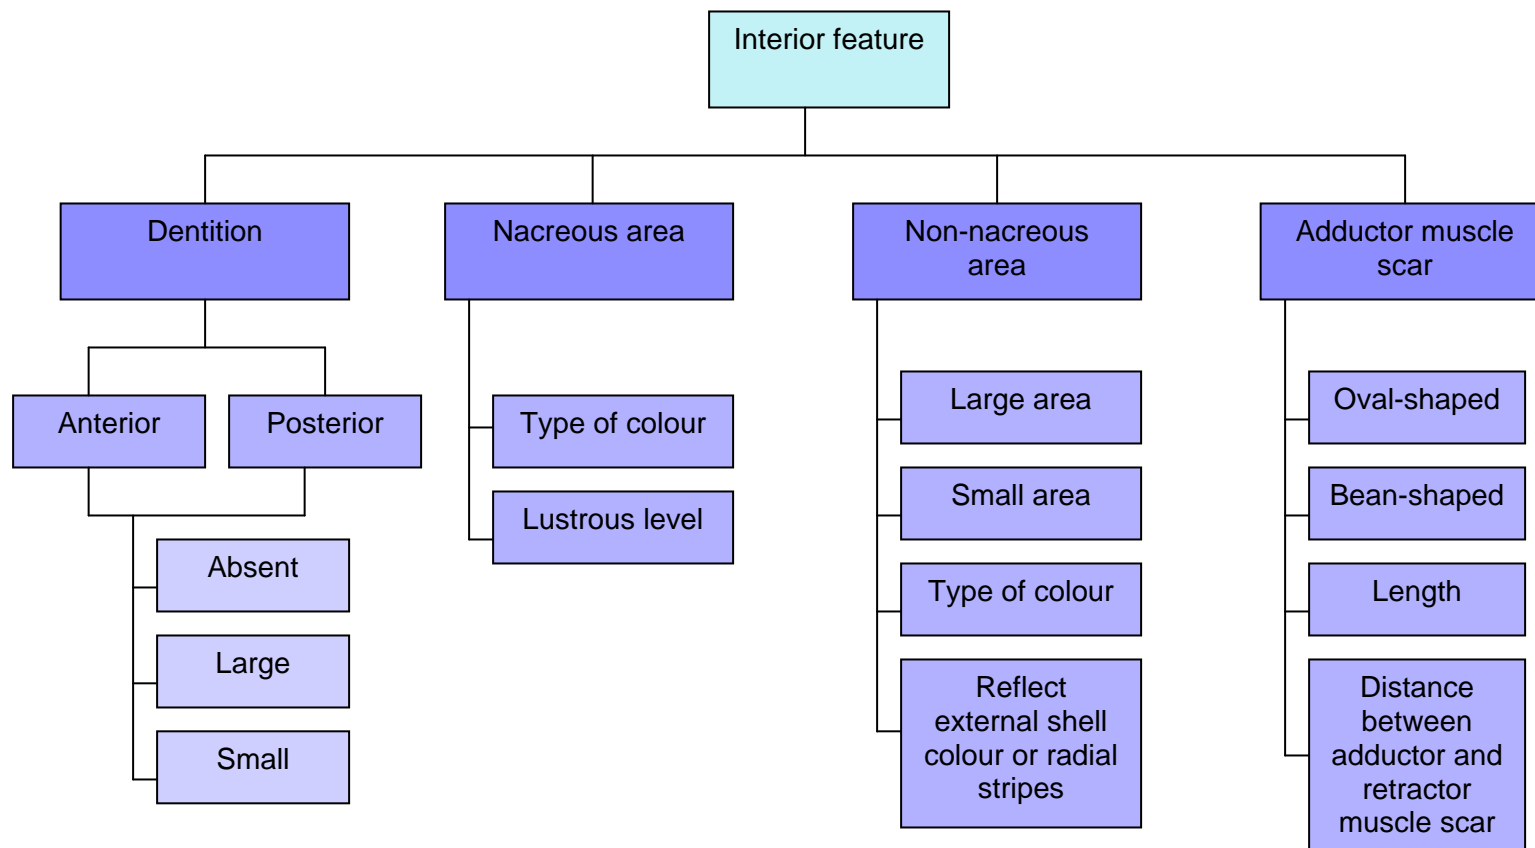 Interior feature
Dentition
Nacreous area
Non-nacreous
area
Adductor muscle
scar
Anterior
Posterior
Absent
Large
Small
Type of colour
Lustrous level
Large area
Small area
Type of colour
Reflect
external shell
colour or radial
stripes
Oval-shaped
Bean-shaped
Length
Distance
between
adductor and
retractor
muscle scar